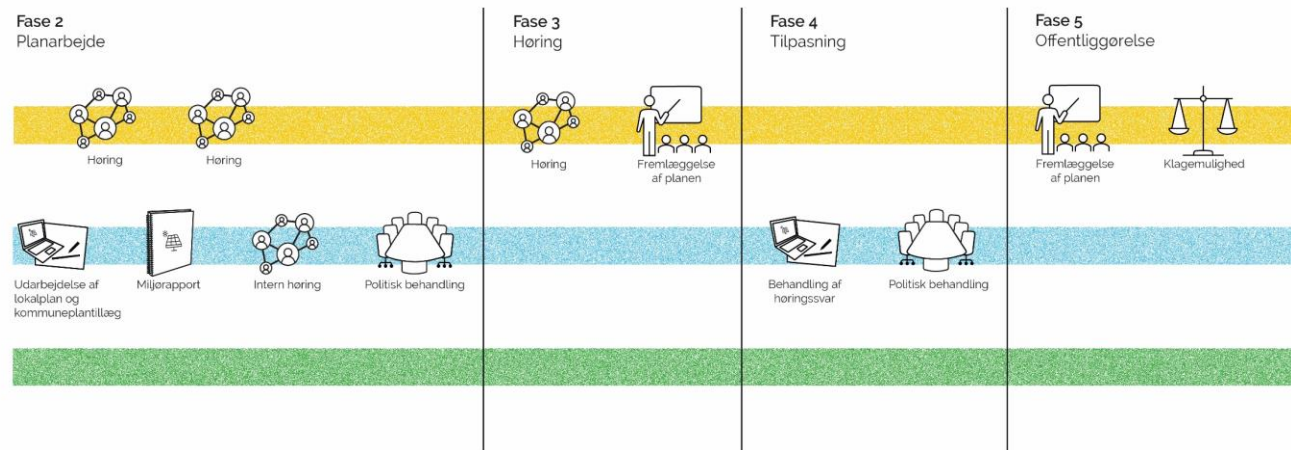 Fase 2
Planarbejde
Fase 3
Høring
Fase 4
Tilpasning
Fase 5
Offentliggørelse
Høring
Høring
Høring
Fremlæggelse
af planen
Fremlæggelse
af planen
Klagemulighed
Udarbejdelse af
lokalplan og
kommuneplantillæg
Miljørapport
Intern høring
Politisk behandling
Behandling af
høringssvar
Politisk behandling